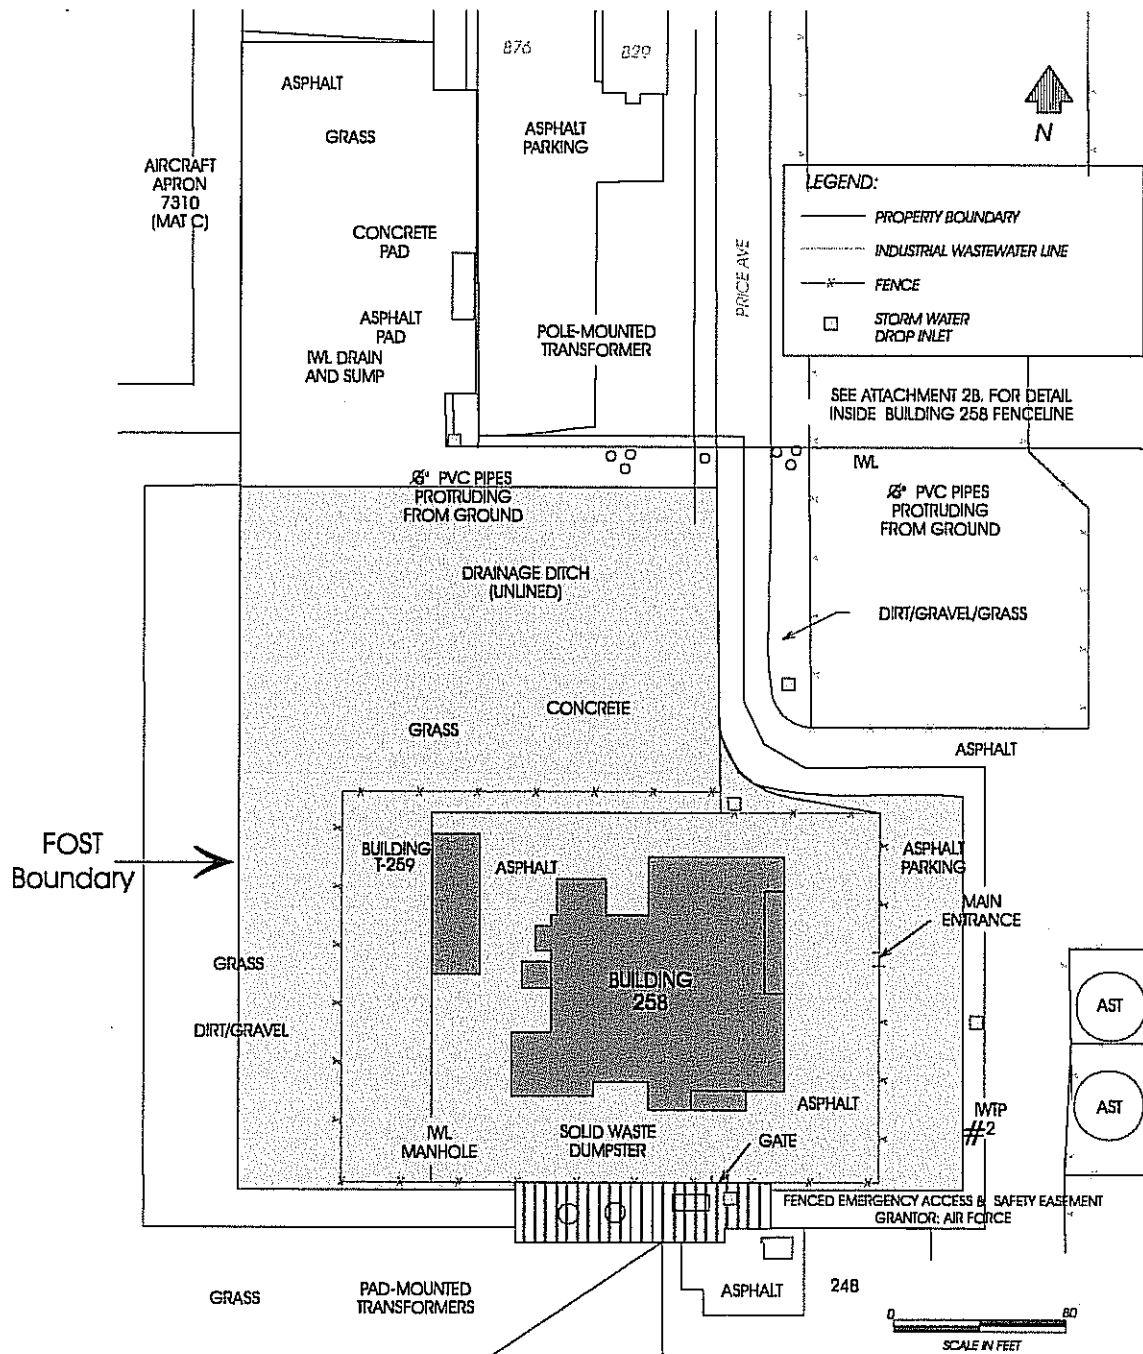 876
829
ASPHALT
GRASS
ASPHALT
PARKING
N
AIRCRAFT
APRON
7310
(MAT C)
LEGEND:
PROPERTY BOUNDARY
INDUSTRIAL WASTEWATER LINE
FENCE
STORM WATER
DROP INLET
CONCRETE
PAD
PRICE AVE
ASPHALT
PAD
POLE-MOUNTED
TRANSFORMER
IWL DRAIN
AND SUMP
SEE ATTACHMENT 2B, FOR DETAIL
INSIDE BUILDING 258 FENCELINE
IWL
PVC PIPES
PROTRUDING
FROM GROUND
PVC PIPES
PROTRUDING
FROM GROUND
DRAINAGE DITCH
(UNLINED)
DIRT/GRAVEL/GRASS
CONCRETE
GRASS
ASPHALT
FOST
Boundary
BUILDING
T-259
ASPHALT
ASPHALT
PARKING
MAIN
ENTRANCE
GRASS
BUILDING
258
AST
DIRT/GRAVEL
ASPHALT
AST
IWTP
#2
IWL
MANHOLE
SOLID WASTE
DUMPSTER
GATE
FENCED EMERGENCY ACCESS & SAFETY EASEMENT
GRANTOR: AIR FORCE
GRASS
PAD-MOUNTED
TRANSFORMERS
ASPHALT
248
0 80
SCALE IN FEET